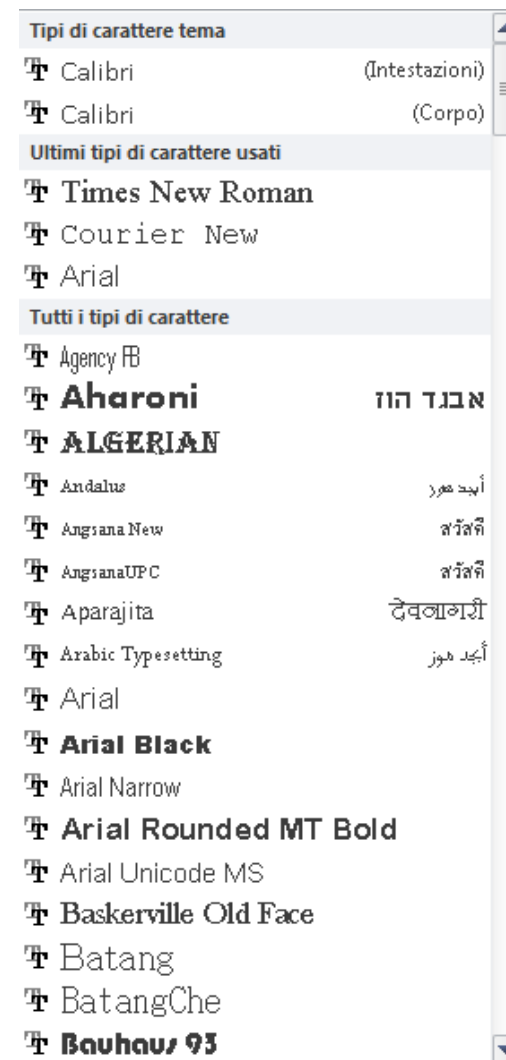 Tipi di carattere tema
Calibri (Intestazioni)
Calibri (Corpo)
Ultimi tipi di carattere usati
Times New Roman
Courier New
Arial
Tutti i tipi di carattere
Agency FB
Aharoni אבגד הוז
ALGERIAN
Andalus أبجد هوز
Angsana New สวัสดี
AngsanaUPC สวัสดี
Aparajita देवनागरी
Arabic Typesetting أبجد هوز
Arial
Arial Black
Arial Narrow
Arial Rounded MT Bold
Arial Unicode MS
Baskerville Old Face
Batang
BatangChe
Bauhaus 93